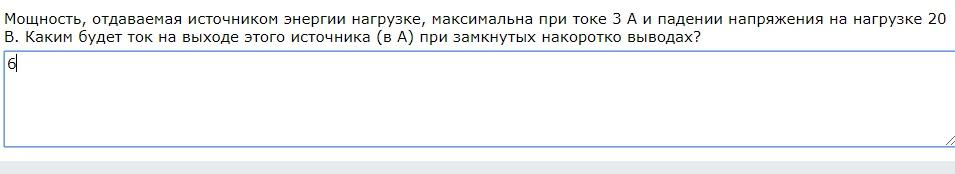 Мощность, отдаваемая источником энергии нагрузке, максимальна при токе 3 А и падении напряжения на нагрузке 20
В. Каким будет ток на выходе этого источника (в А) при замкнутых накоротко выводах?
6